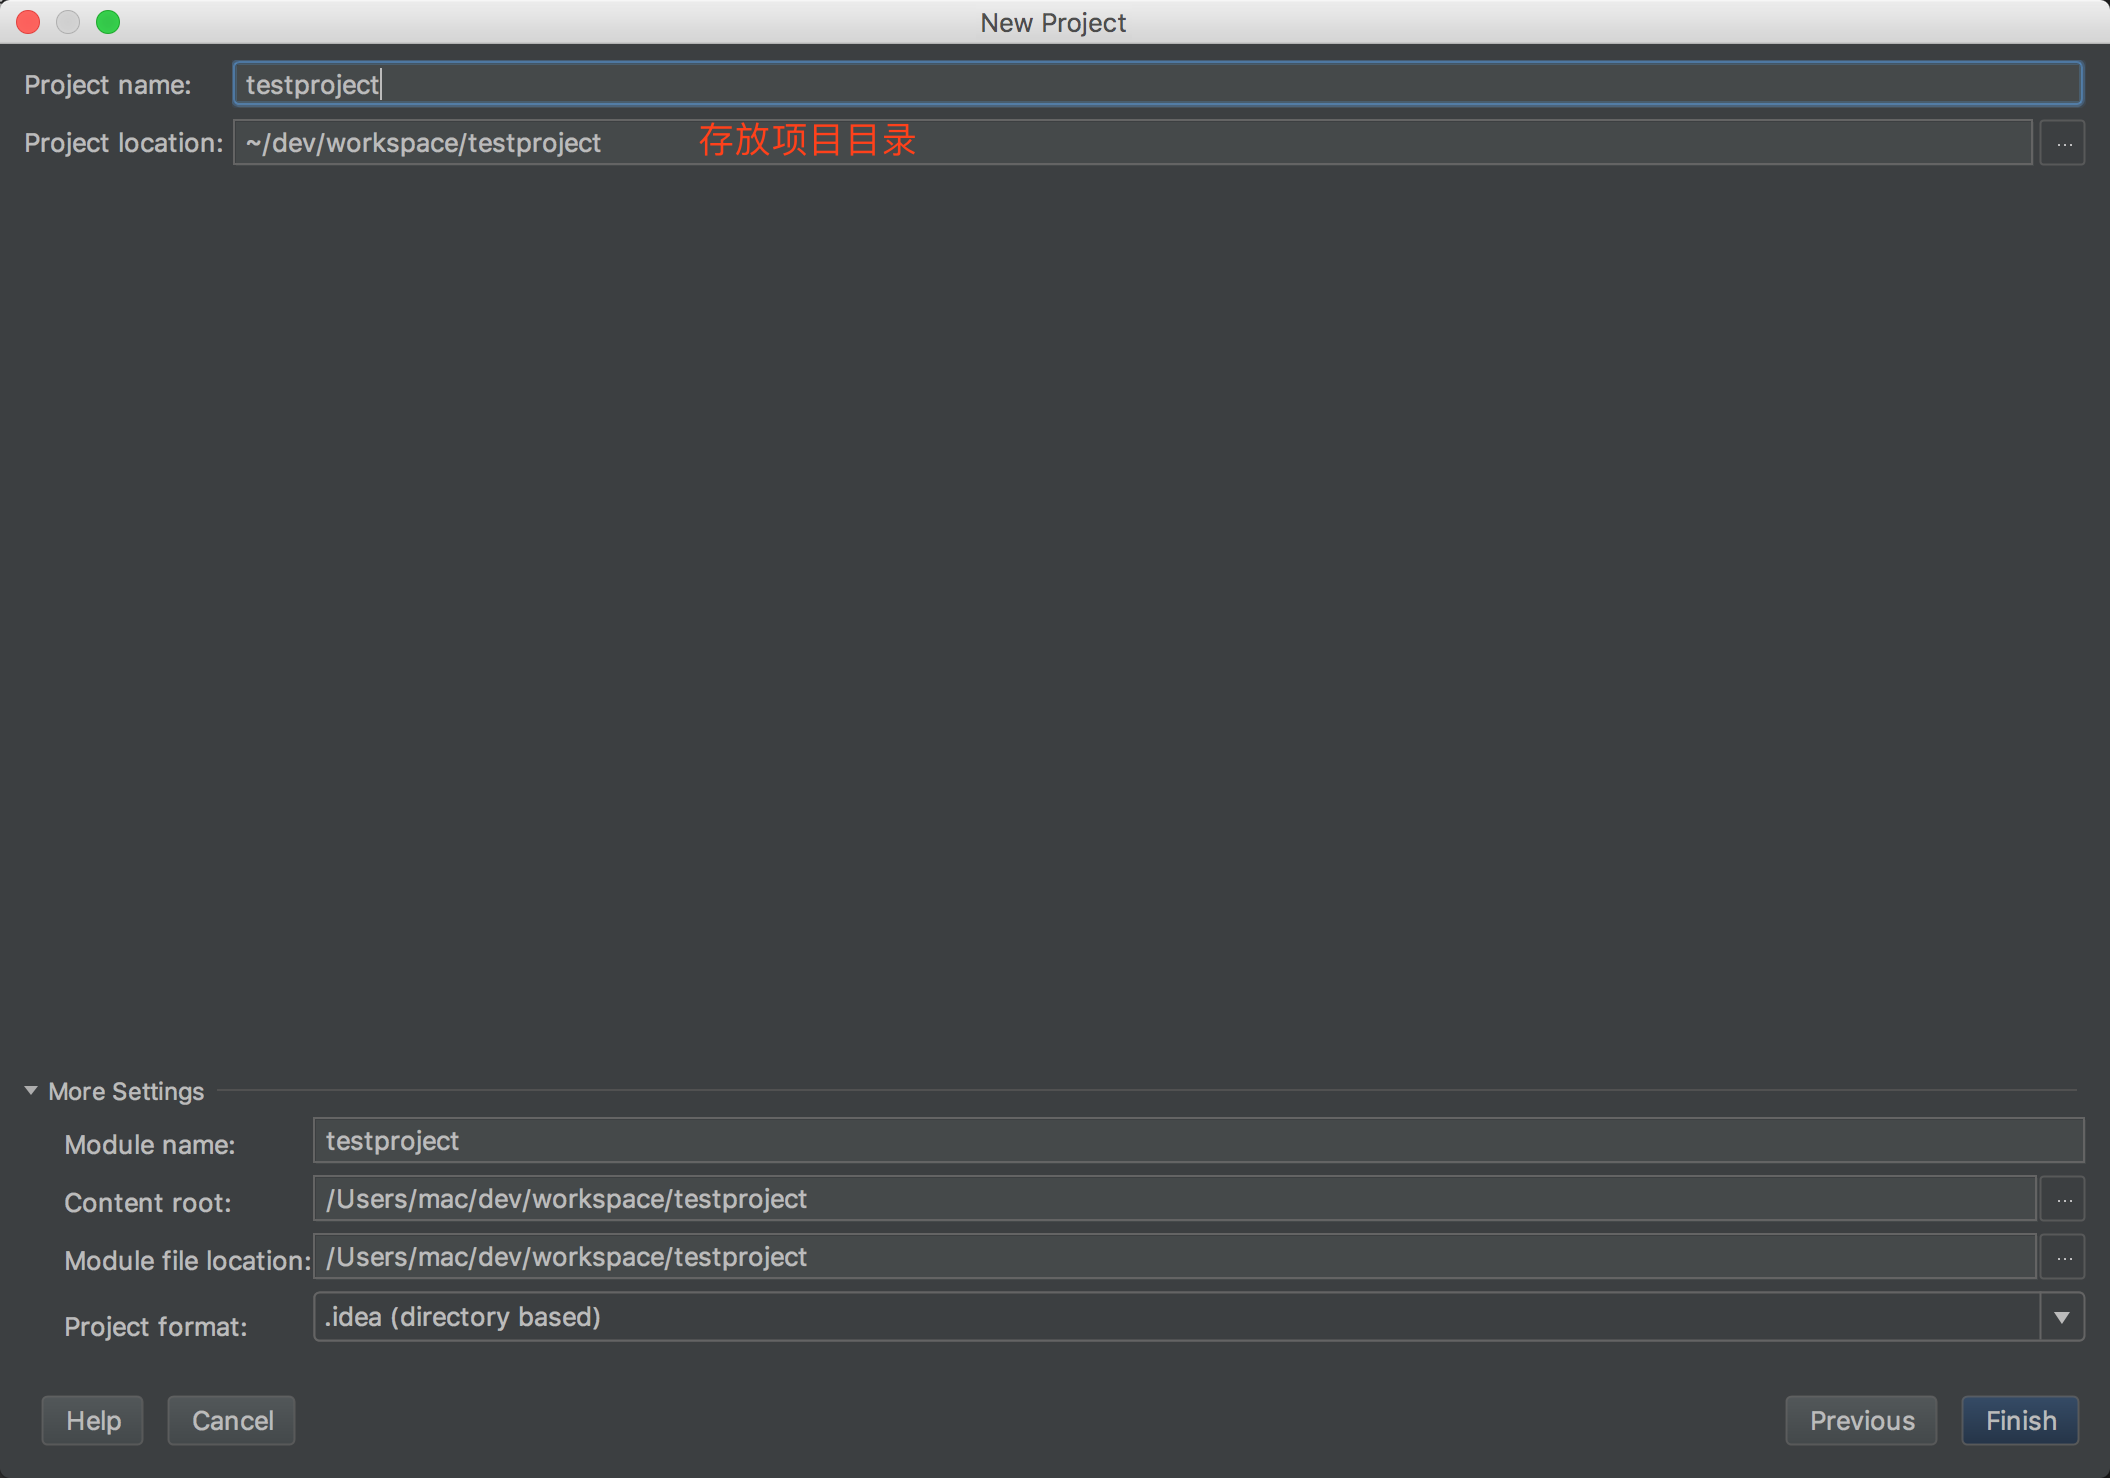 New Project
Project name: testproject
Project location: ~/dev/workspace/testproject 存放项目目录 ...
More Settings
Module name: testproject
Content root: /Users/mac/dev/workspace/testproject ...
Module file location: /Users/mac/dev/workspace/testproject ...
Project format: .idea (directory based)
Help Cancel Previous Finish